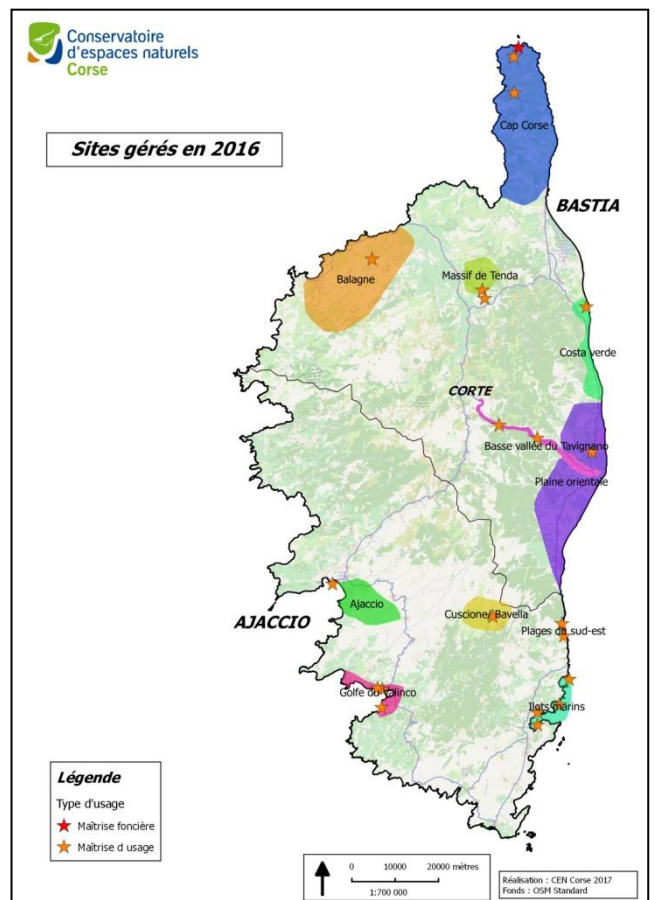 Conservatoire
d'espaces naturels
Corse
Sites gérés en 2016
Cap Corse
BASTIA
Balagne
Massif de Tenda
Costa verde
CORTE
Basse vallée du Tavignano
Plaine orientale
Ajaccio
AJACCIO
Cuscione/Bavella
Plages du sud-est
Golfe du Valinco
Ilots marins
Légende
Type d'usage
Maîtrise foncière
Maîtrise d usage
0 10000 20000 mètres
1:700 000
Réalisation : CEN Corse 2017
Fonds : OSM Standard